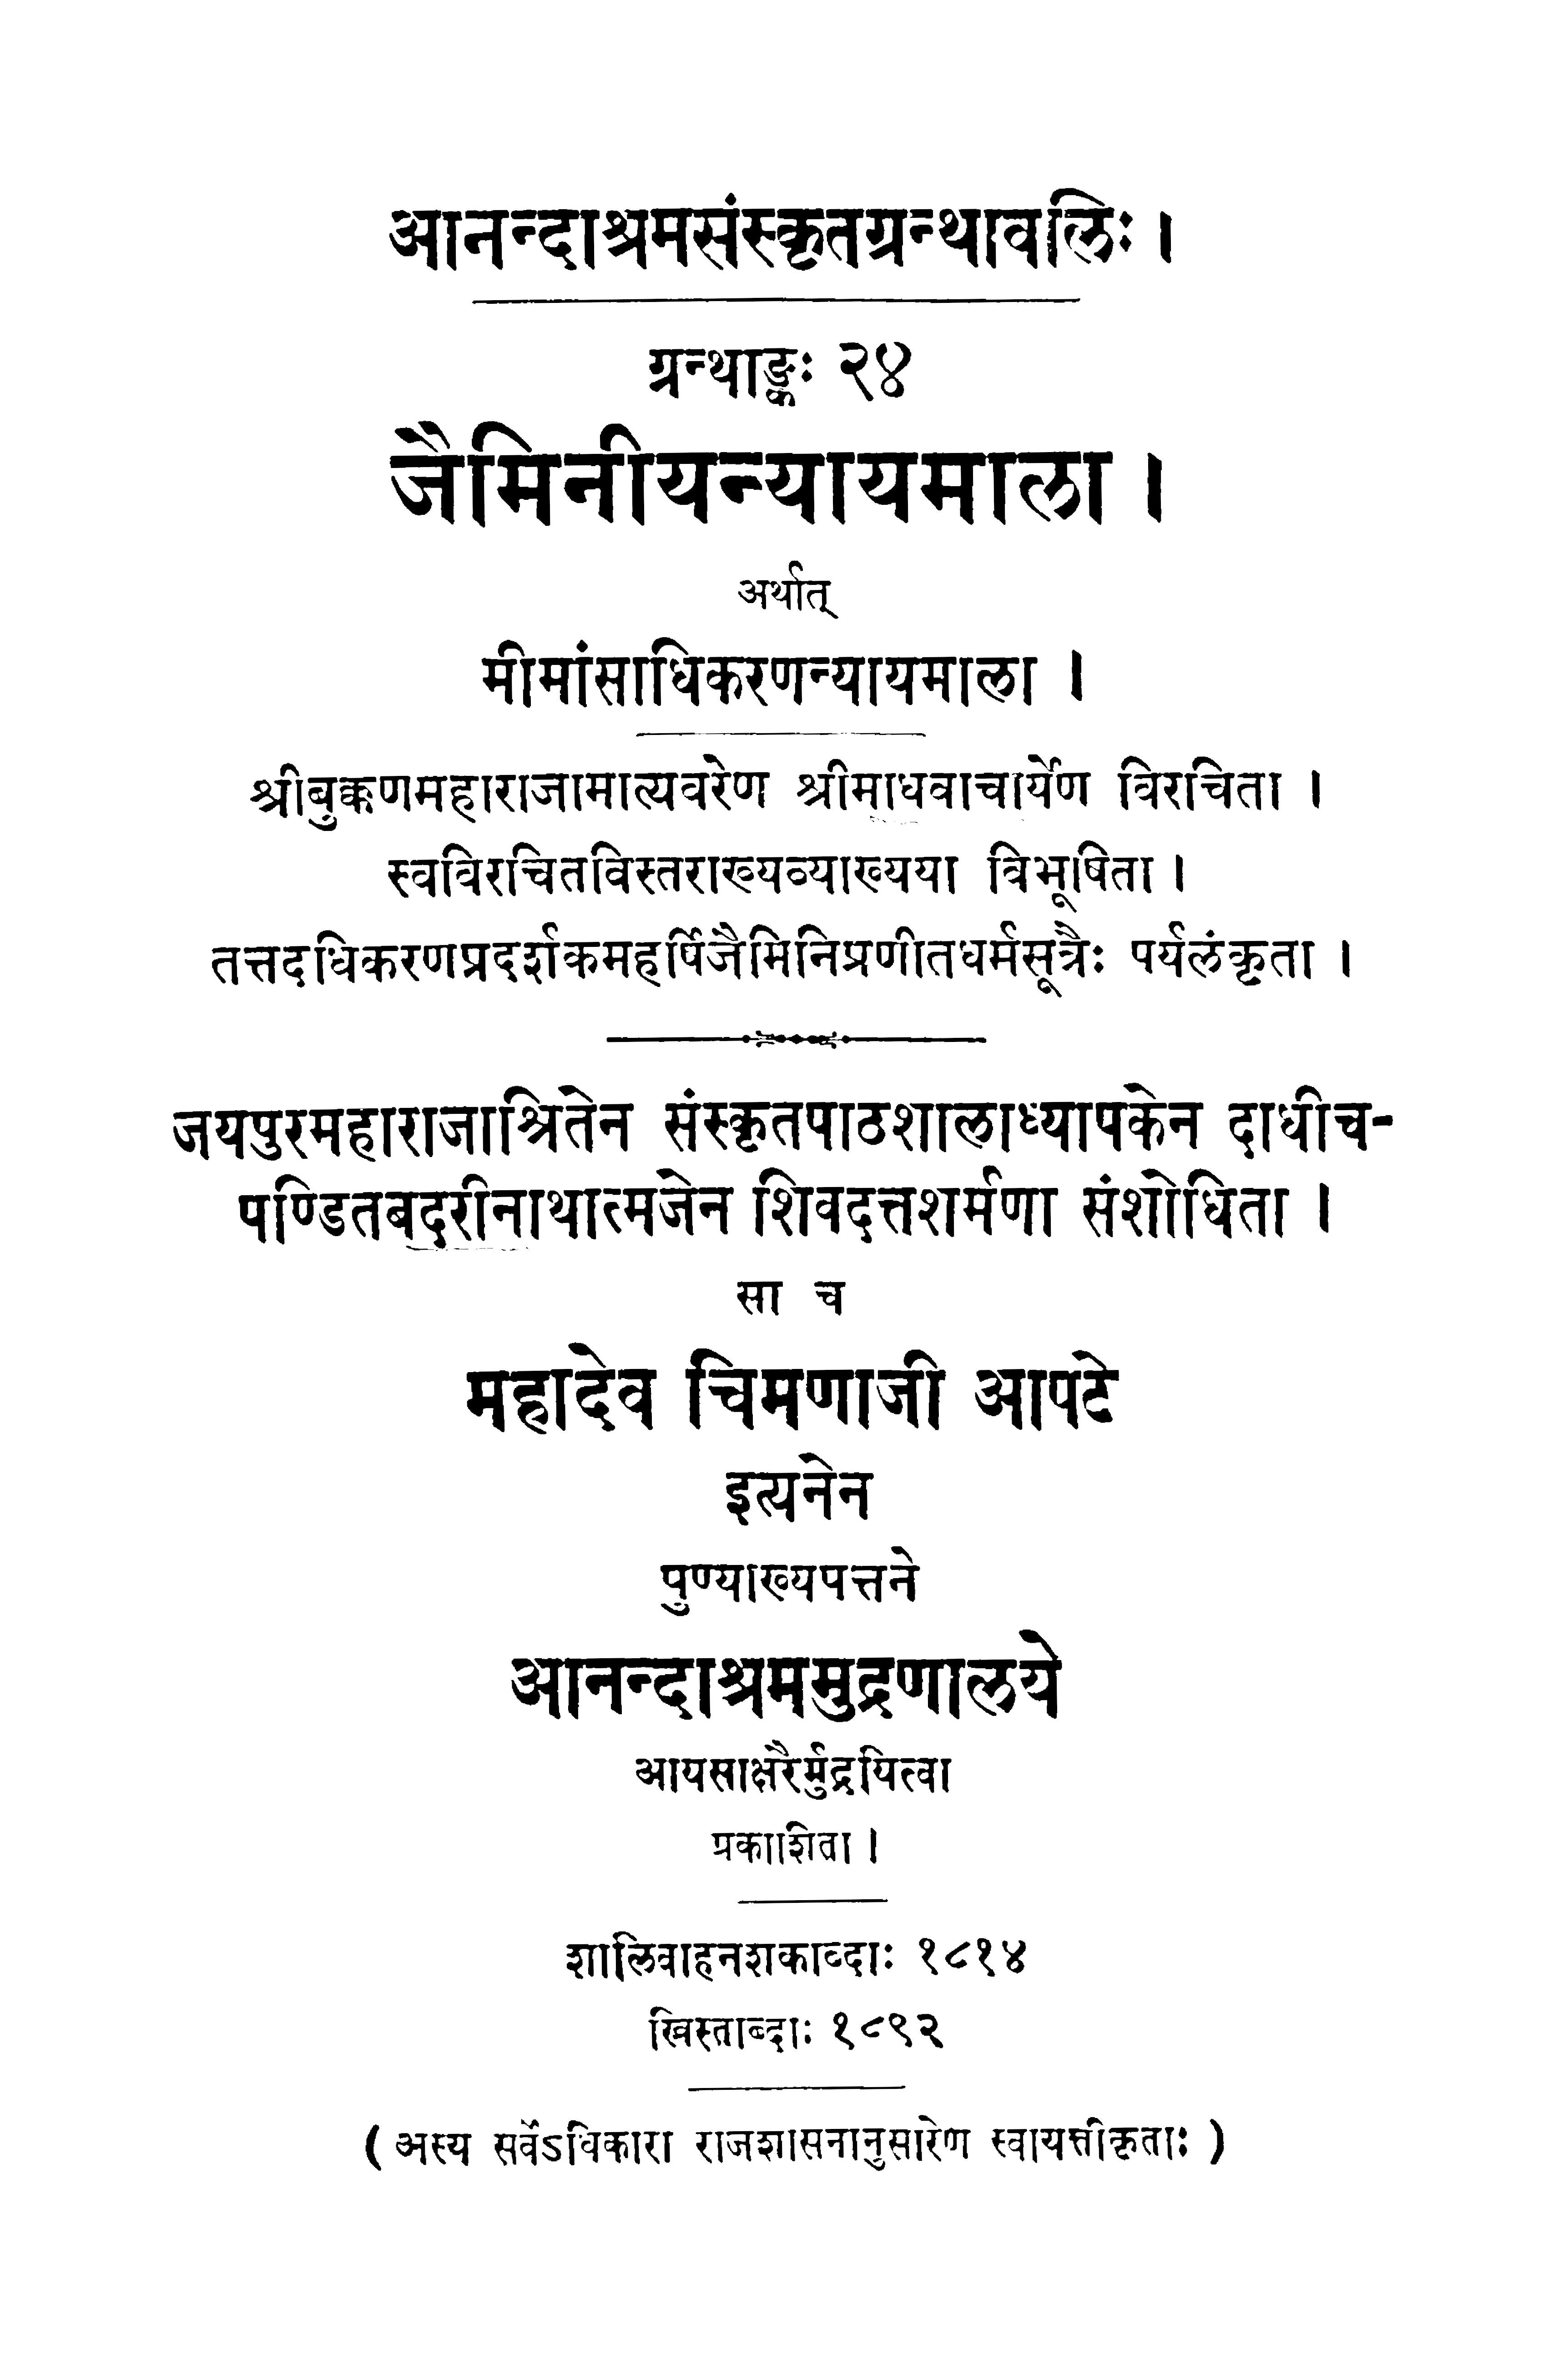 आनन्दाश्रमसंस्कृतग्रन्थावलिः ।
ग्रन्थाङ्कः २४
जैमिनीयन्यायमाला ।
अर्थात्
मीमांसाधिकरणन्यायमाला ।
श्रीबुक्कणमहाराजामात्यवरेण श्रीमाधवाचार्येण विरचिता ।
स्वविरचितविस्तराख्यव्याख्यया विभूषिता ।
तत्तदधिकरणप्रदर्शकमहर्षिजैमिनिप्रणीतधर्मसूत्रैः पर्यलंकृता ।
जयपुरमहाराजाश्रितेन संस्कृतपाठशालाध्यापकेन दाधीच-
पण्डितबदरीनाथात्मजेन शिवदत्तशर्मणा संशोधिता ।
सा च
महादेव चिमणाजी आपटे
इत्यनेन
पुण्याख्यपत्तने
आनन्दाश्रममुद्रणालये
आयसाक्षरैर्मुद्रयित्वा
प्रकाशिता ।
शालिवाहनशकाब्दाः १८१४
ख्रिस्ताब्दाः १८९२
( अस्य सर्वेऽधिकारा राजशासनानुसारेण स्वायत्तीकृताः )